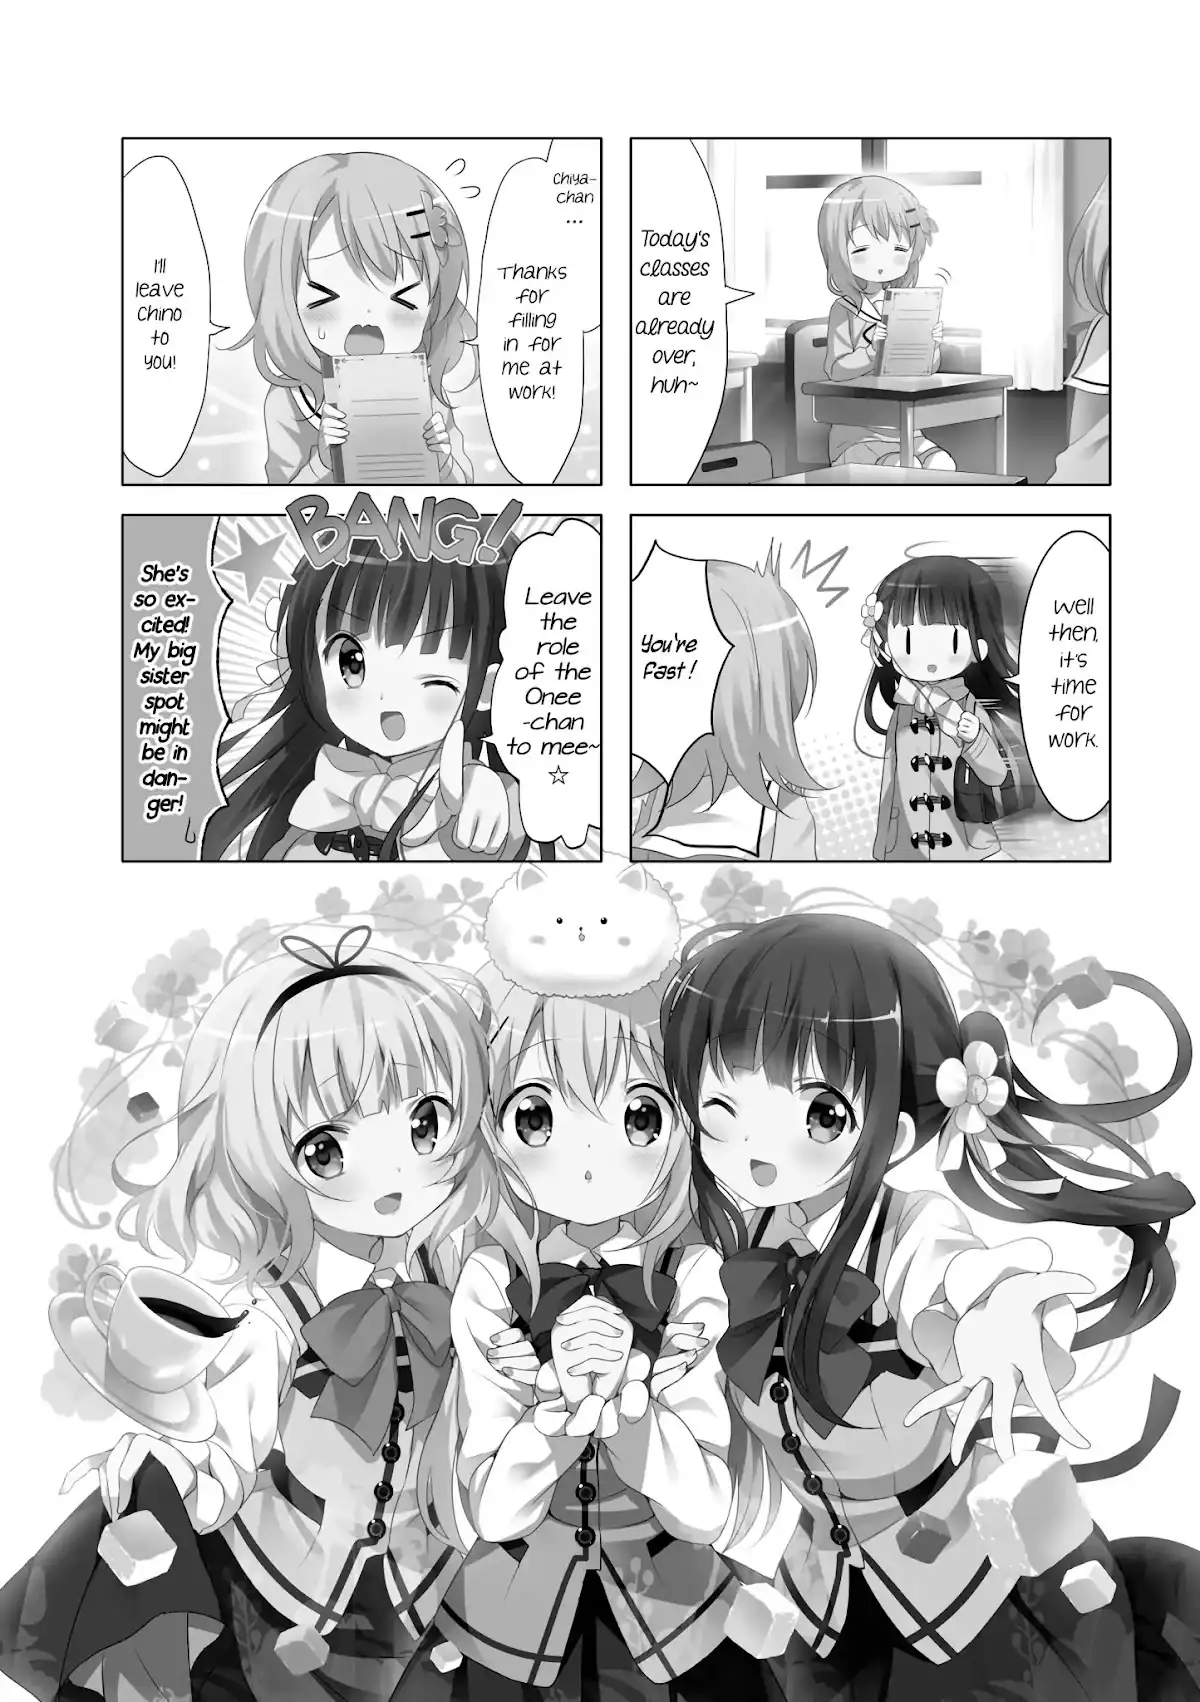 Today's
classes
are
already
over,
huh~
Well
then,
it's
time
for
work.
You're
fast!
Chiya-
chan
...
Thanks
for
filling
in for
me at
work!
I'll
leave
Chino
to
you!
BANG!
Leave
the
role
of the
Onee
-chan
to mee~
☆
She's
so ex-
cited!
My big
sister
spot
might
be in
dan-
ger!